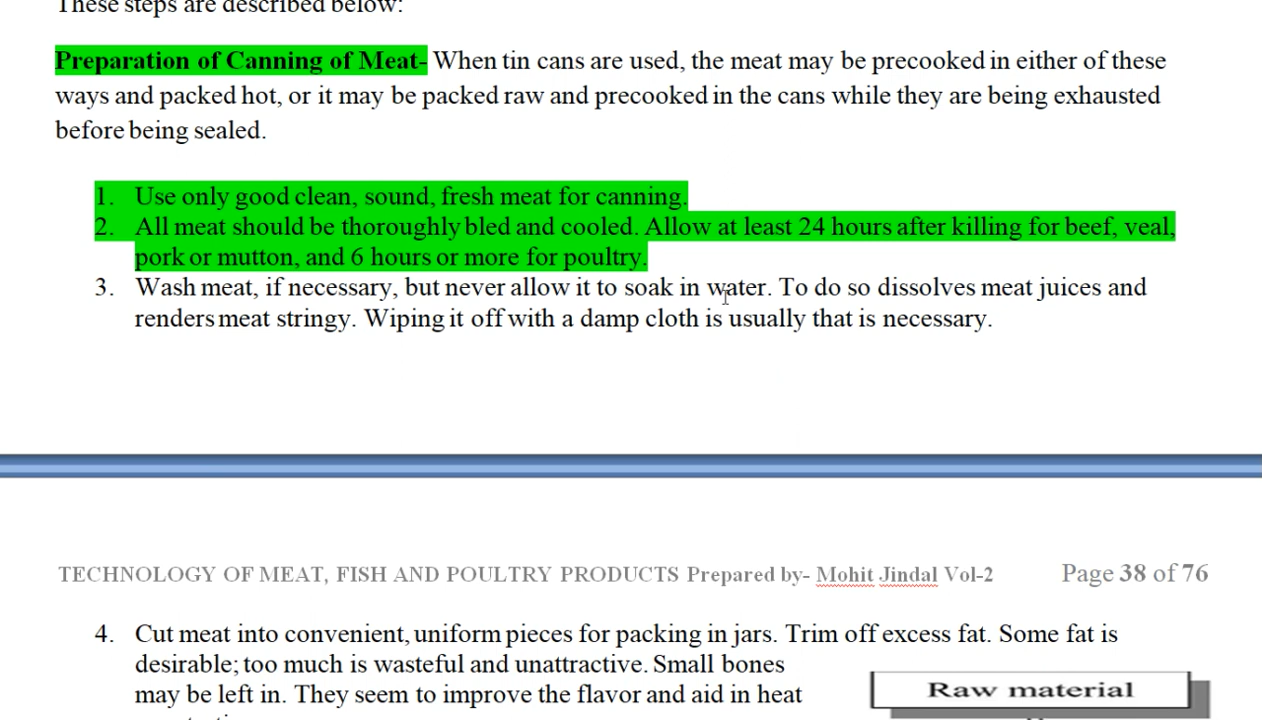 These steps are described below:
Preparation of Canning of Meat- When tin cans are used, the meat may be precooked in either of these
ways and packed hot, or it may be packed raw and precooked in the cans while they are being exhausted
before being sealed.
1. Use only good clean, sound, fresh meat for canning.
2. All meat should be thoroughly bled and cooled. Allow at least 24 hours after killing for beef, veal,
pork or mutton, and 6 hours or more for poultry.
3. Wash meat, if necessary, but never allow it to soak in water. To do so dissolves meat juices and
renders meat stringy. Wiping it off with a damp cloth is usually that is necessary.
TECHNOLOGY OF MEAT, FISH AND POULTRY PRODUCTS Prepared by- Mohit Jindal Vol-2 Page 38 of 76
4. Cut meat into convenient, uniform pieces for packing in jars. Trim off excess fat. Some fat is
desirable; too much is wasteful and unattractive. Small bones
may be left in. They seem to improve the flavor and aid in heat
Raw material